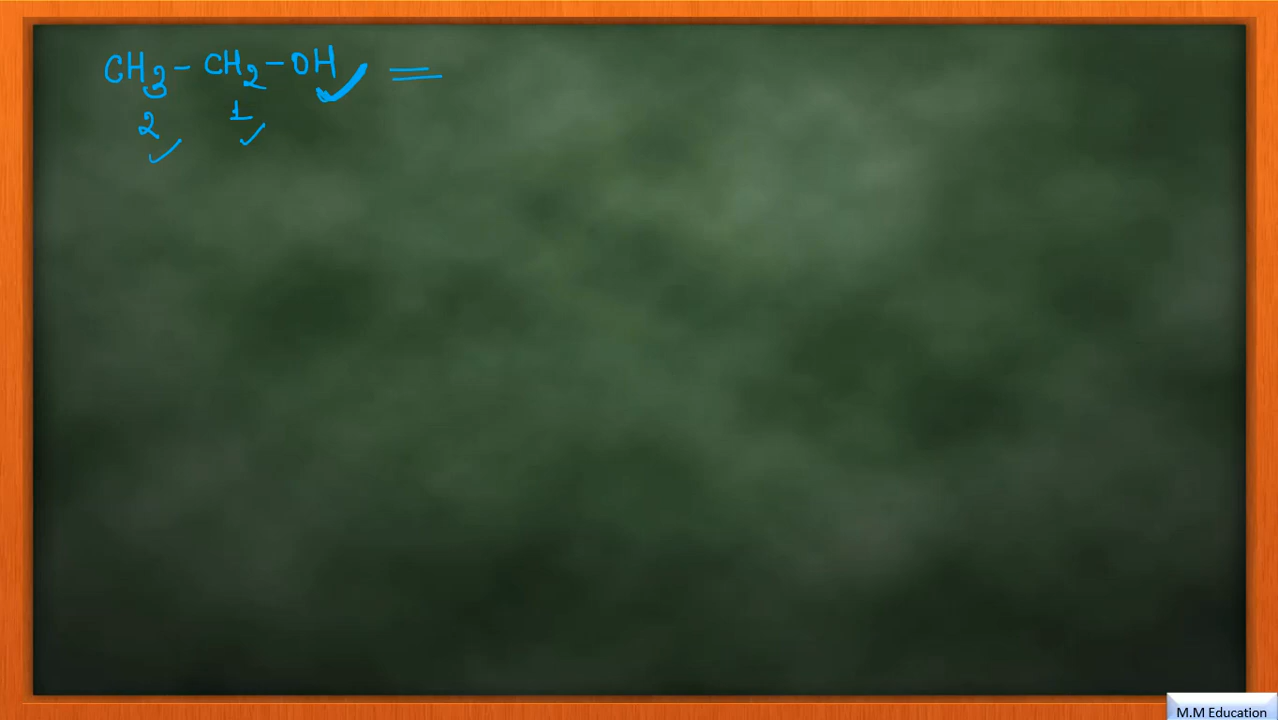 CH₃ – CH₂ – OH ✓ =
2 1
✓ ✓
M.M Education